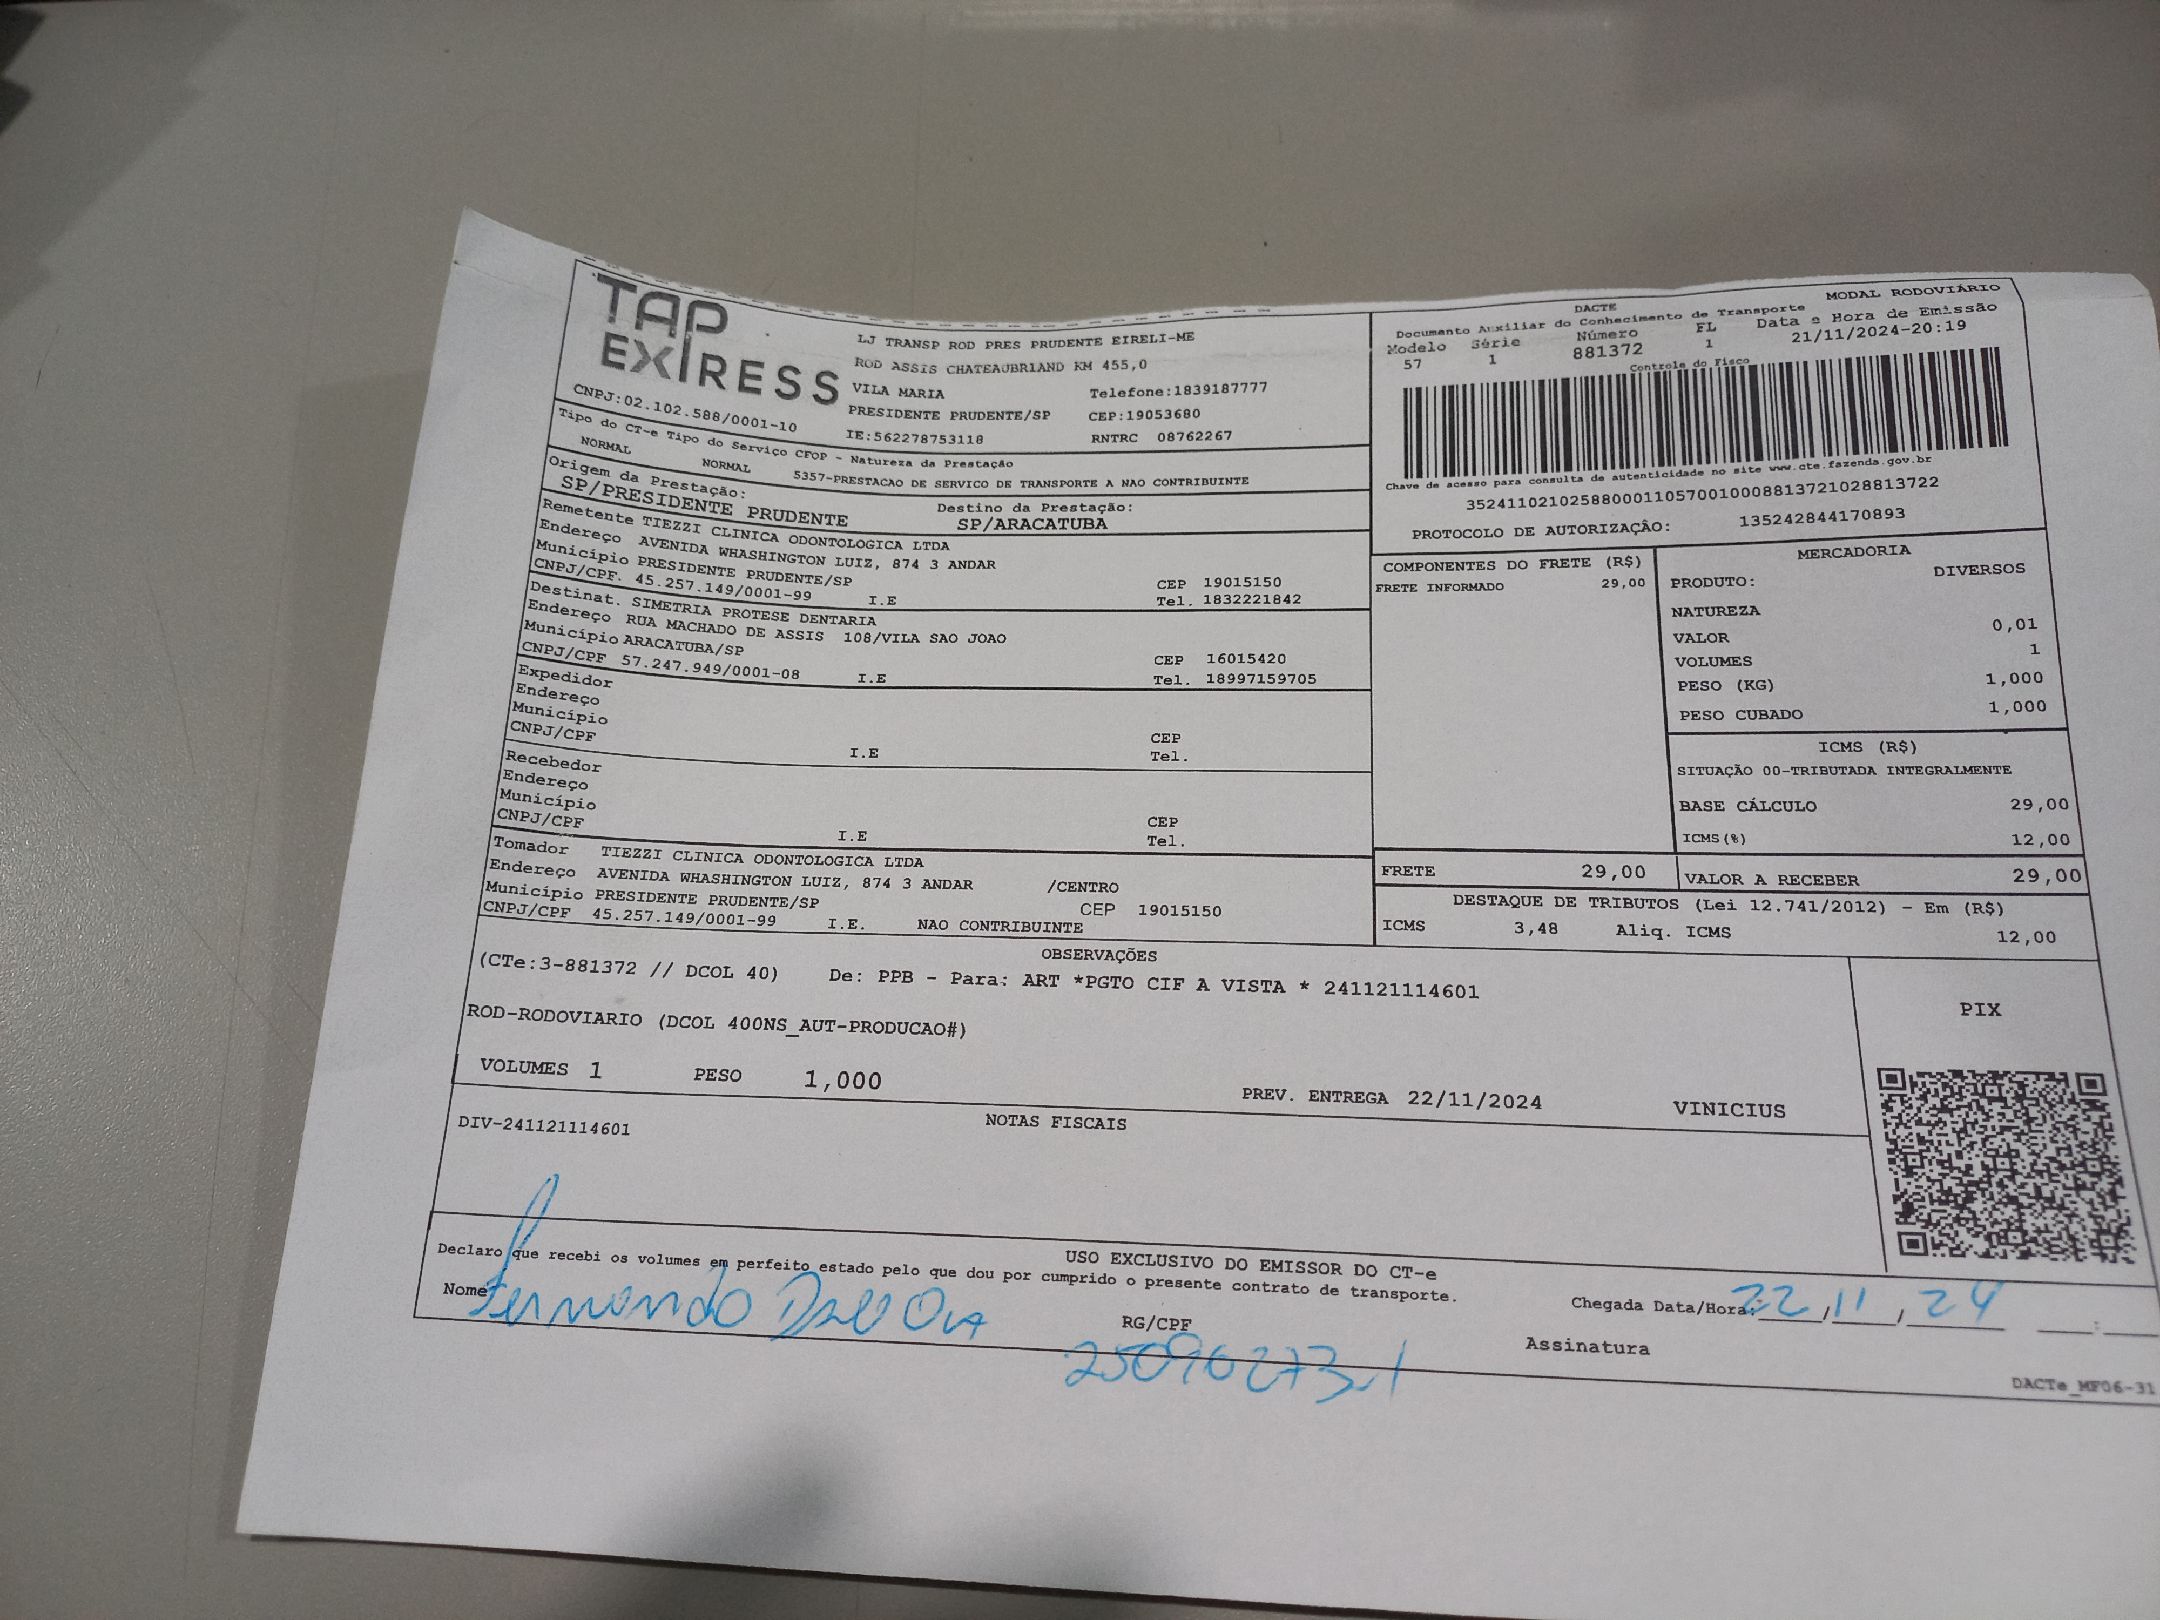 TAP
EXPRESS
CNPJ:02.102.588/0001-10
LJ TRANSP ROD PRES PRUDENTE EIRELI-ME
ROD ASSIS CHATEAUBRIAND KM 455,0
VILA MARIA Telefone:1839187777
PRESIDENTE PRUDENTE/SP CEP:19053680
IE:562278753118 RNTRC 08762267
DACTE MODAL RODOVIÁRIO
Documento Auxiliar do Conhecimento de Transporte
Modelo Série Número FL Data e Hora de Emissão
57 1 881372 1 21/11/2024-20:19
Controle do Fisco
Chave de acesso para consulta de autenticidade no site www.cte.fazenda.gov.br
35241102102588000110570010008813721028813722
PROTOCOLO DE AUTORIZAÇÃO: 135242844170893
Tipo do CT-e Tipo do Serviço CFOP - Natureza da Prestação
NORMAL NORMAL 5357-PRESTACAO DE SERVICO DE TRANSPORTE A NAO CONTRIBUINTE
Origem da Prestação: Destino da Prestação:
SP/PRESIDENTE PRUDENTE SP/ARACATUBA
Remetente TIEZZI CLINICA ODONTOLOGICA LTDA
Endereço AVENIDA WHASHINGTON LUIZ, 874 3 ANDAR
Município PRESIDENTE PRUDENTE/SP CEP 19015150
CNPJ/CPF. 45.257.149/0001-99 I.E Tel. 1832221842
Destinat. SIMETRIA PROTESE DENTARIA
Endereço RUA MACHADO DE ASSIS 108/VILA SAO JOAO
Município ARACATUBA/SP CEP 16015420
CNPJ/CPF 57.247.949/0001-08 I.E Tel. 18997159705
Expedidor
Endereço
Município CEP
CNPJ/CPF I.E Tel.
Recebedor
Endereço
Município CEP
CNPJ/CPF I.E Tel.
Tomador TIEZZI CLINICA ODONTOLOGICA LTDA
Endereço AVENIDA WHASHINGTON LUIZ, 874 3 ANDAR /CENTRO
Município PRESIDENTE PRUDENTE/SP CEP 19015150
CNPJ/CPF 45.257.149/0001-99 I.E. NAO CONTRIBUINTE
COMPONENTES DO FRETE (R$)
FRETE INFORMADO 29,00
MERCADORIA
PRODUTO: DIVERSOS
NATUREZA
VALOR 0,01
VOLUMES 1
PESO (KG) 1,000
PESO CUBADO 1,000
ICMS (R$)
SITUAÇÃO 00-TRIBUTADA INTEGRALMENTE
BASE CÁLCULO 29,00
ICMS(%) 12,00
FRETE 29,00 VALOR A RECEBER 29,00
DESTAQUE DE TRIBUTOS (Lei 12.741/2012) - Em (R$)
ICMS 3,48 Aliq. ICMS 12,00
OBSERVAÇÕES
(CTe:3-881372 // DCOL 40) De: PPB - Para: ART *PGTO CIF A VISTA * 241121114601
ROD-RODOVIARIO (DCOL 400NS_AUT-PRODUCAO#)
VOLUMES 1 PESO 1,000 PREV. ENTREGA 22/11/2024 VINICIUS
PIX
NOTAS FISCAIS
DIV-241121114601
USO EXCLUSIVO DO EMISSOR DO CT-e
Declaro que recebi os volumes em perfeito estado pelo que dou por cumprido o presente contrato de transporte.
Nome Fernando RG/CPF 25090273-1 Chegada Data/Hora: 22/11/24 __:__
Assinatura
DACTe_MF06-31